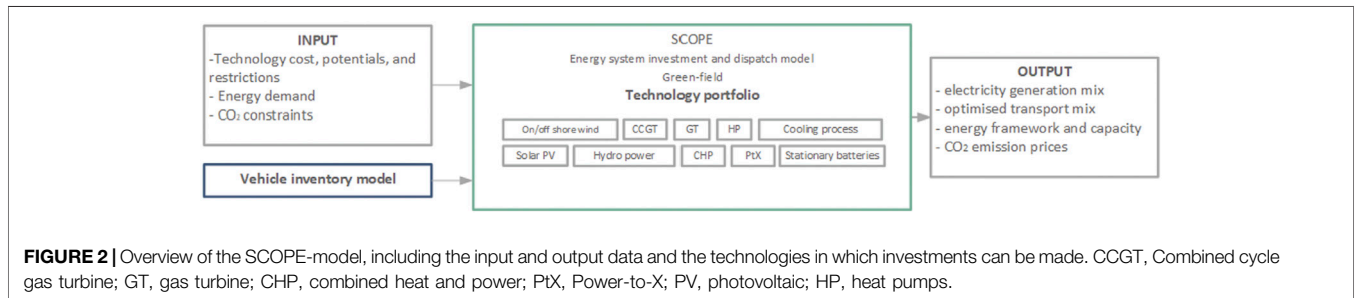 INPUT
-Technology cost, potentials, and
restrictions
- Energy demand
- CO₂ constraints
Vehicle inventory model
SCOPE
Energy system investment and dispatch model
Green-field
Technology portfolio
On/off shore wind
CCGT
GT
HP
Cooling process
Solar PV
Hydro power
CHP
PtX
Stationary batteries
OUTPUT
- electricity generation mix
- optimised transport mix
- energy framework and capacity
- CO₂ emission prices
FIGURE 2 | Overview of the SCOPE-model, including the input and output data and the technologies in which investments can be made. CCGT, Combined cycle
gas turbine; GT, gas turbine; CHP, combined heat and power; PtX, Power-to-X; PV, photovoltaic; HP, heat pumps.